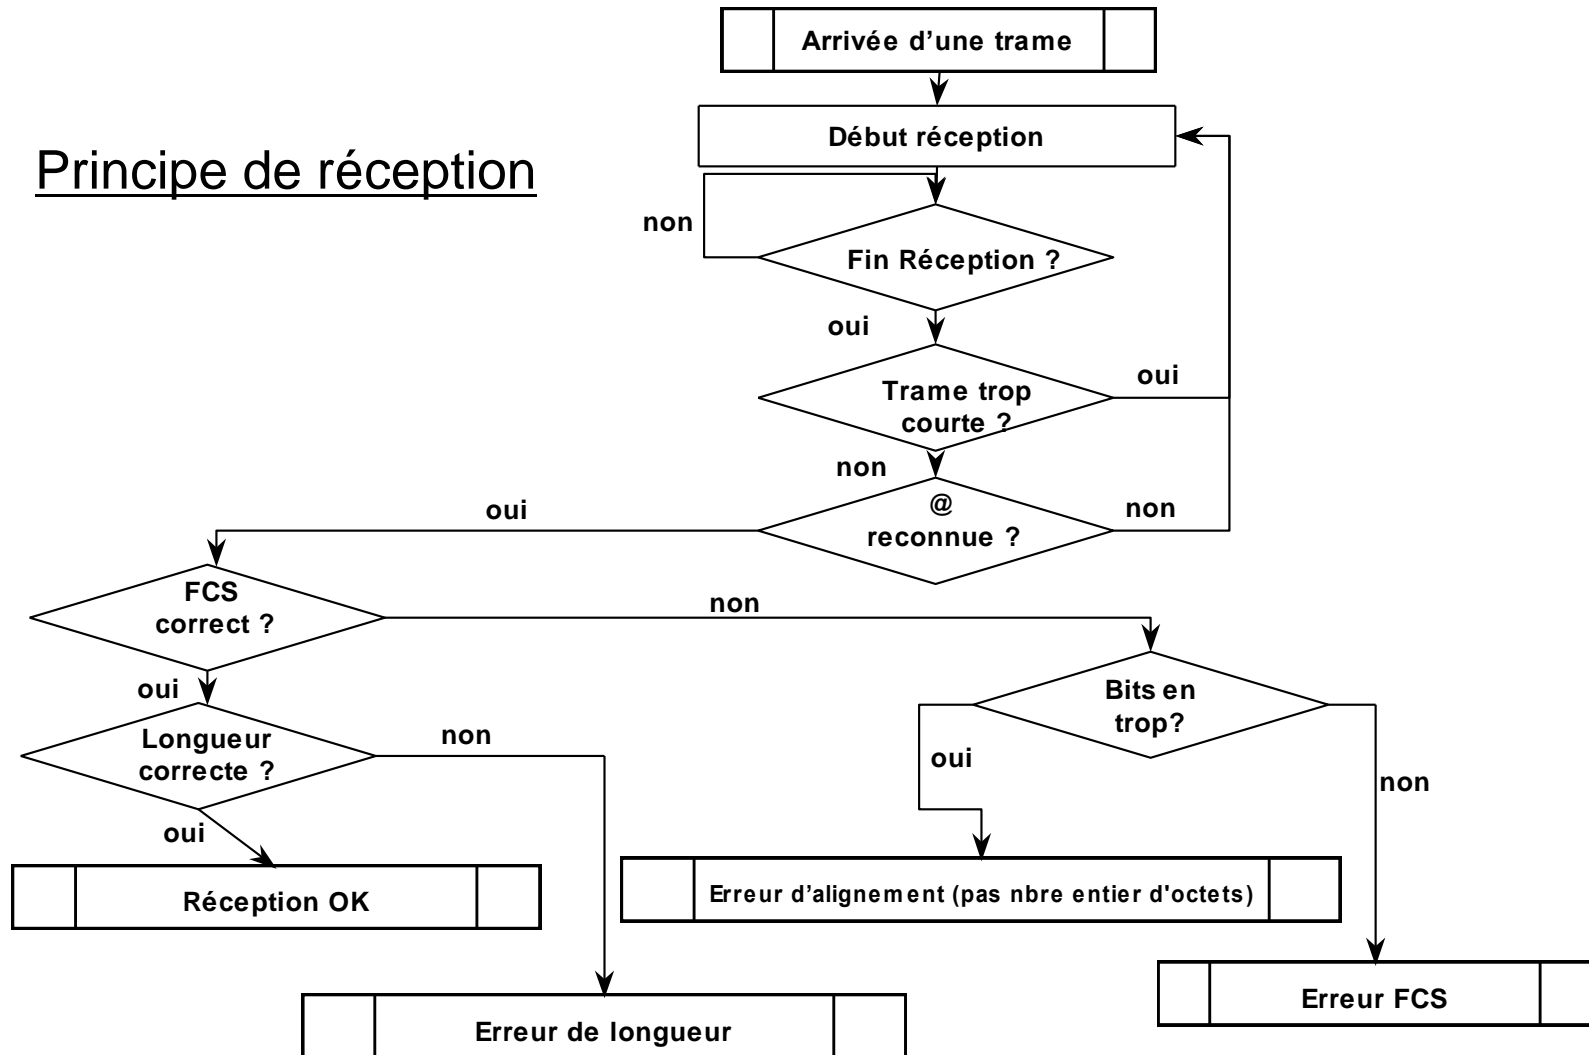 Arrivée d’une trame
Début réception
Principe de réception
non
Fin Réception ?
oui
Trame trop
courte ?
oui
non
@
reconnue ?
oui
non
FCS
correct ?
non
oui
Bits en
trop?
Longueur
correcte ?
non
oui
non
oui
Réception OK
Erreur d’alignement (pas nbre entier d'octets)
Erreur FCS
Erreur de longueur